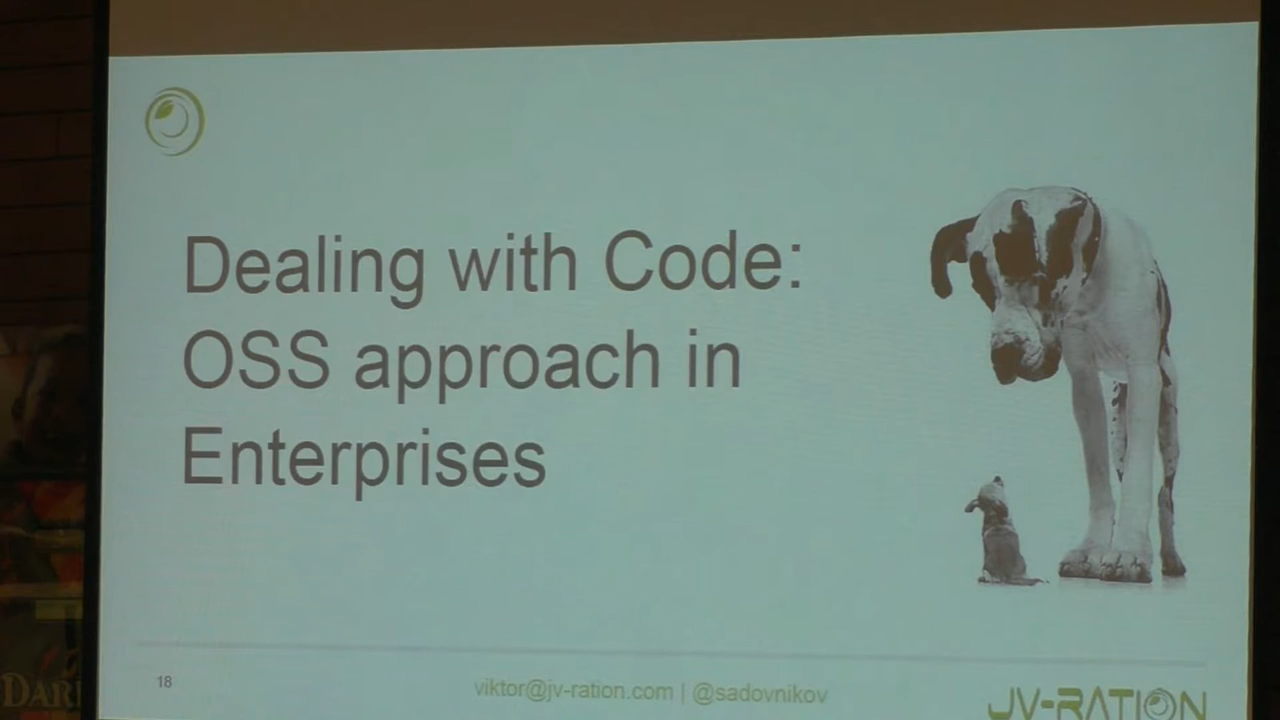 Dealing with Code:
OSS approach in
Enterprises
18
viktor@jv-ration.com | @sadovnikov
JV-RATION